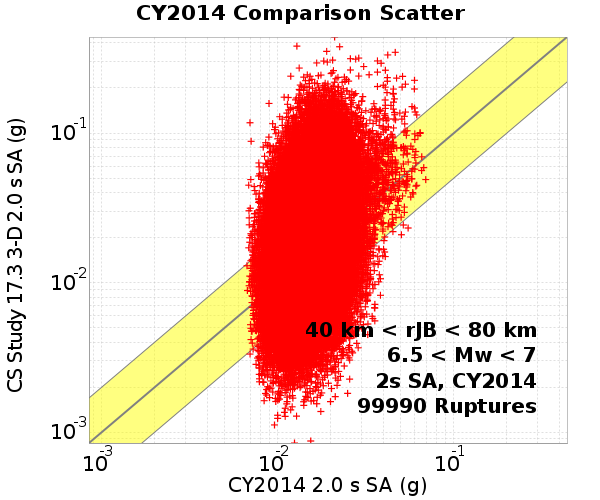 CY2014 Comparison Scatter
CS Study 17.3 3-D 2.0 s SA (g)
10-1
10-2
10-3
40 km < rJB < 80 km
6.5 < Mw < 7
2s SA, CY2014
99990 Ruptures
10-3 10-2 10-1
CY2014 2.0 s SA (g)